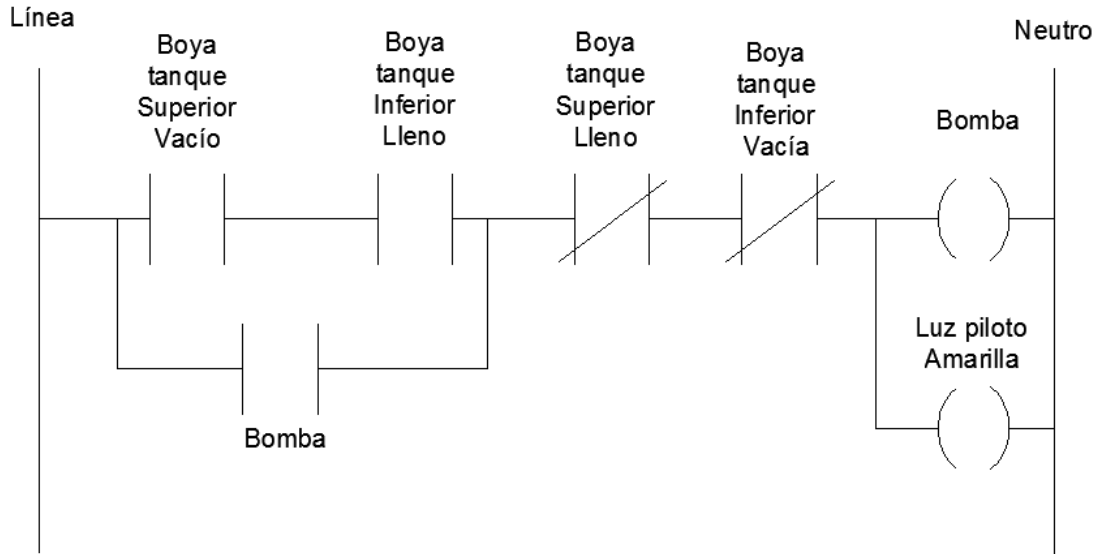 Línea
Neutro
Boya
tanque
Superior
Vacío
Boya
tanque
Inferior
Lleno
Boya
tanque
Superior
Lleno
Boya
tanque
Inferior
Vacía
Bomba
Luz piloto
Amarilla
Bomba